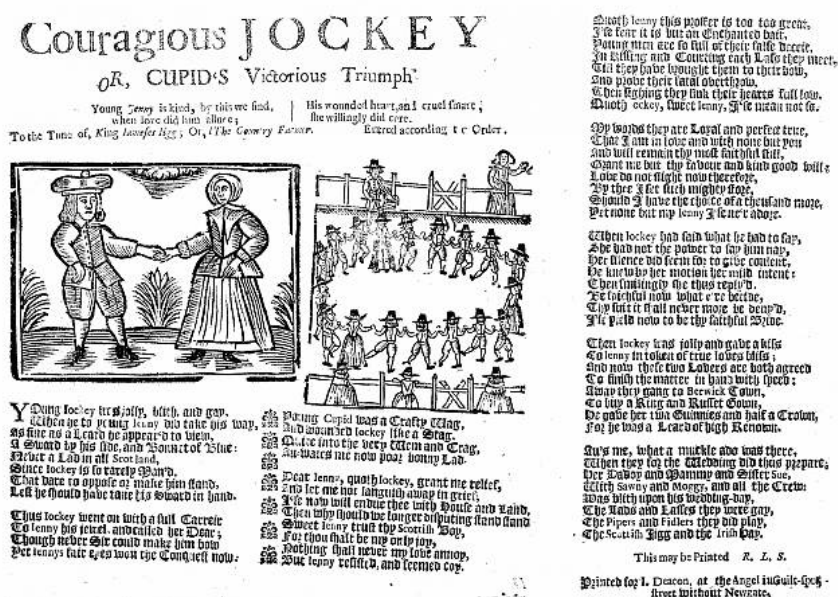 Couragious JOCKEY
OR, CUPID'S Victorious Triumph
Young Jenny is kind, by this we find,
when love did him allure;
His wounded heart, and cruel smart,
she willingly did cure.
To the Tune of, King Jameses Jigg; Or, The Country Farmer. Entered according to Order.
YOung Jockey he's jolly, blith, and gay,
When he to young Jenny did take his way,
as fine as a Leard he appear'd to view,
A Sword by his side, and Bonnet of Blue:
Never a Lad in all Scotland,
Since Jockey is so rarely Man'd.
That dare to oppose or make him stand,
Lest he should have tane his Sword in hand.
Thus Jockey went on with a full Carreir
To Jenny his jewel, and called her Dear;
Though never Sir could make him bow
Yet Jennys fair eyes won the Conquest now.
Young Cupid was a Crafty Wag,
And wounded Jockey like a Stag.
Quite into the very Wem and Crag,
An wares me now poor bonny Lad.
Dear Jenny, quoth Jockey, grant me relief,
And let me not languish away in grief,
I'se now will endue thee with House and Land,
Then why should we longer disputing stand
Sweet Jenny trust thy Scottish Boy,
For thou shalt be my only joy,
Nothing shall never my love annoy,
But Jenny resisted, and seemed coy.
Quoth Jenny this proffer is too too great,
I'se fear it is but an Enchanted bait,
Young men are so full of their false deceit,
In Kissing and Courting each Lass they meet,
Till they have brought them to their bow,
And prove their fatal overthrow,
Then sighing they sink their hearts full low.
Quoth Jockey, sweet Jenny, I'se mean not so.
My words they are Loyal and perfect true,
That I am in love and with none but you
And will remain thy most faithful still,
Grant me but thy favour and kind good will:
Love do not slight now therefore,
By thee I set such mighty store,
Should I have the choice of a thousand more,
Yet none but my Jenny I'se ne'r adore.
When Jockey had said what he had to say,
She had not the power to say him nay,
Her silence did seem for to give consent,
He knew by her motion her mild intent:
Then smilingly she thus reply'd.
Be faithful now what e're betide,
Thy suit it shall never more be deny'd,
I'se yield now to be thy faithful Bride.
Then Jockey was jolly and gave a kiss
To Jenny in token of true loves bliss;
And now these two Lovers are both agreed
To finish the matter in hand with speed:
Away they gang to Berwick Town,
To buy a Ring and Russet Gown,
He gave her twa Guinnies and half a Crown,
For he was a Leard of high Renown.
Au's me, what a muckle ado was there,
When they for the Wedding did thus prepare;
Her Daddy and Mammy and Sister Sue,
With Sawny and Moggy, and all the Crew:
Was blith upon his wedding-day,
The Lads and Lasses they were gay,
The Pipers and Fidlers they did play,
The Scottish Jigg and the Irish Hay.
This may be Printed R. L. S.
Printed for J. Deacon, at the Angel in Guilt-spur-
street without Newgate.